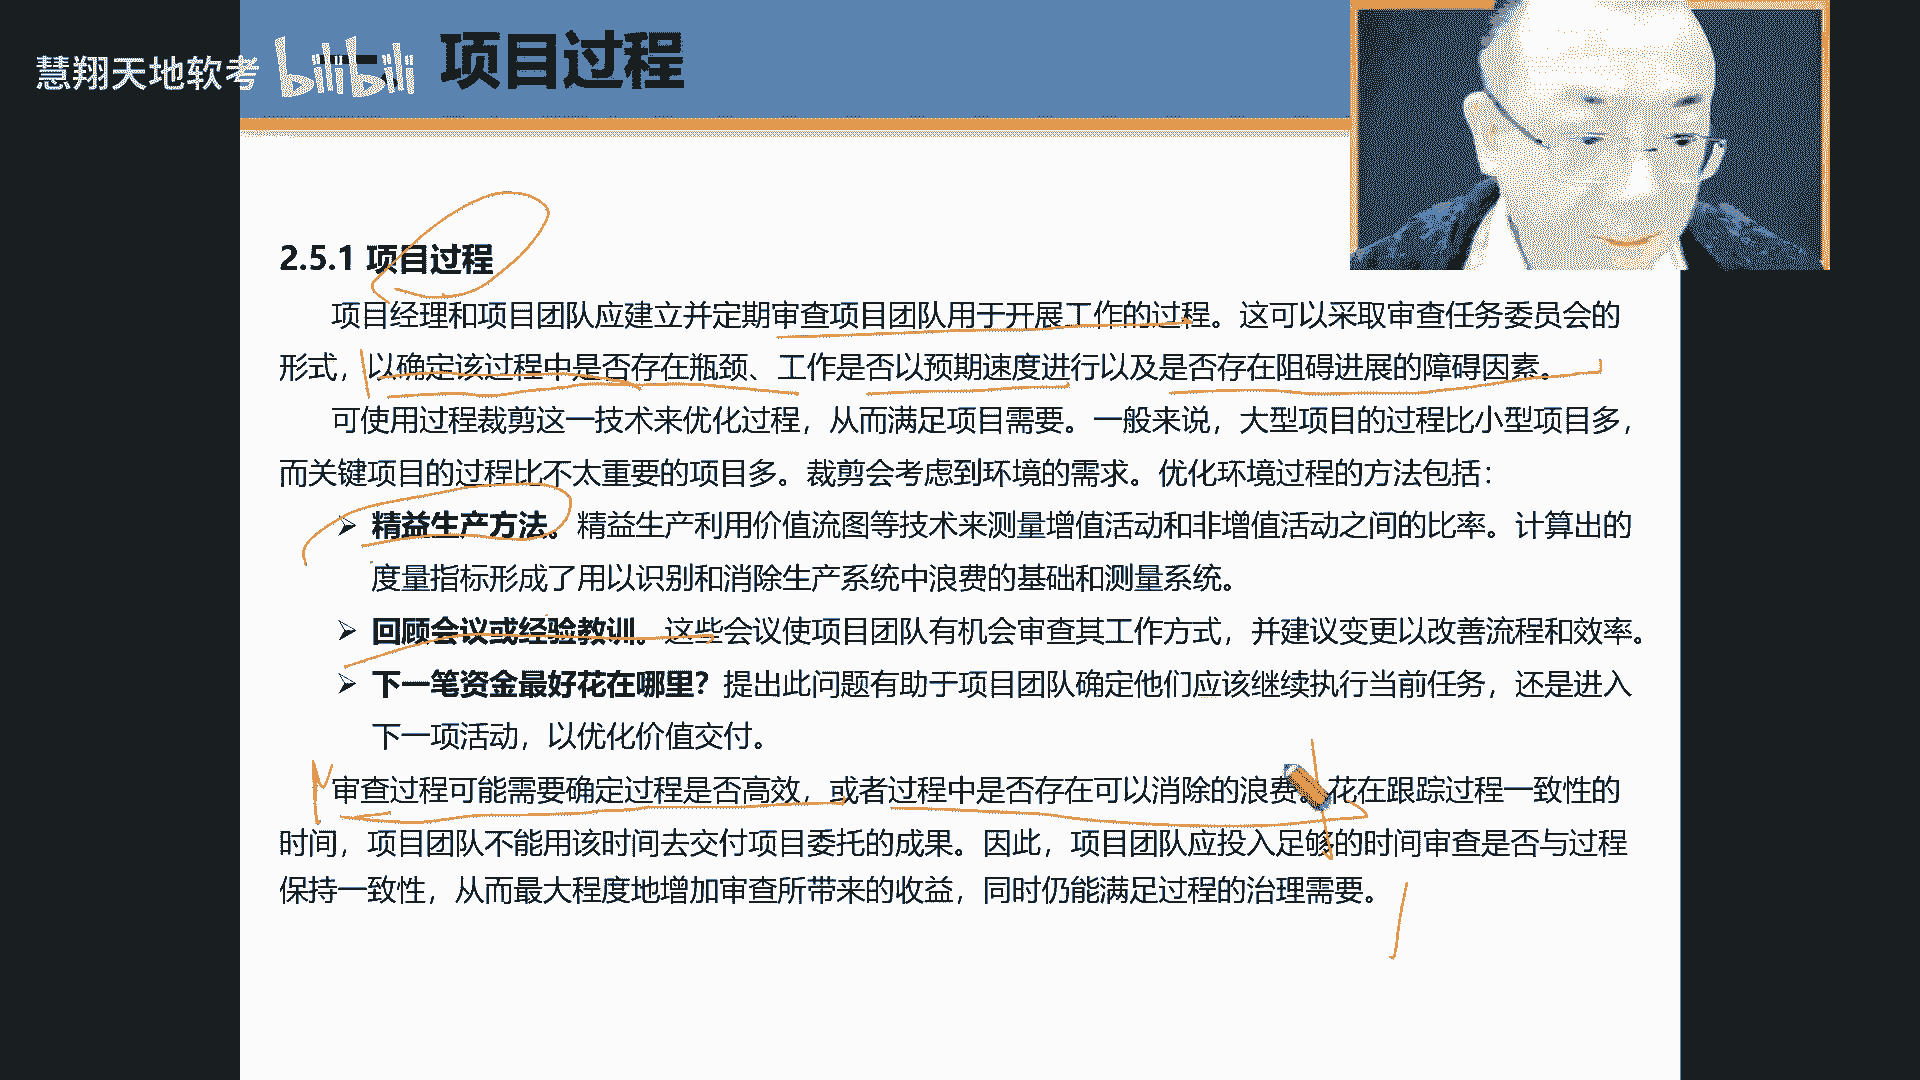 慧翔天地软考
bilibili
项目过程
2.5.1 项目过程
项目经理和项目团队应建立并定期审查项目团队用于开展工作的过程。这可以采取审查任务委员会的
形式，以确定该过程中是否存在瓶颈、工作是否以预期速度进行以及是否存在阻碍进展的障碍因素。
可使用过程裁剪这一技术来优化过程，从而满足项目需要。一般来说，大型项目的过程比小型项目多，
而关键项目的过程比不太重要的项目多。裁剪会考虑到环境的需求。优化环境过程的方法包括：
➢ 精益生产方法。精益生产利用价值流图等技术来测量增值活动和非增值活动之间的比率。计算出的
度量指标形成了用以识别和消除生产系统中浪费的基础和测量系统。
➢ 回顾会议或经验教训。这些会议使项目团队有机会审查其工作方式，并建议变更以改善流程和效率。
➢ 下一笔资金最好花在哪里？提出此问题有助于项目团队确定他们应该继续执行当前任务，还是进入
下一项活动，以优化价值交付。
审查过程可能需要确定过程是否高效，或者过程中是否存在可以消除的浪费。花在跟踪过程一致性的
时间，项目团队不能用该时间去交付项目委托的成果。因此，项目团队应投入足够的时间审查是否与过程
保持一致性，从而最大程度地增加审查所带来的收益，同时仍能满足过程的治理需要。